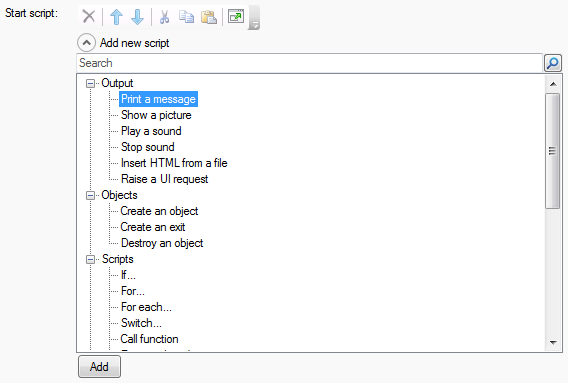 Start script:
Add new script
Search
Output
Print a message
Show a picture
Play a sound
Stop sound
Insert HTML from a file
Raise a UI request
Objects
Create an object
Create an exit
Destroy an object
Scripts
If...
For...
For each...
Switch...
Call function
Add